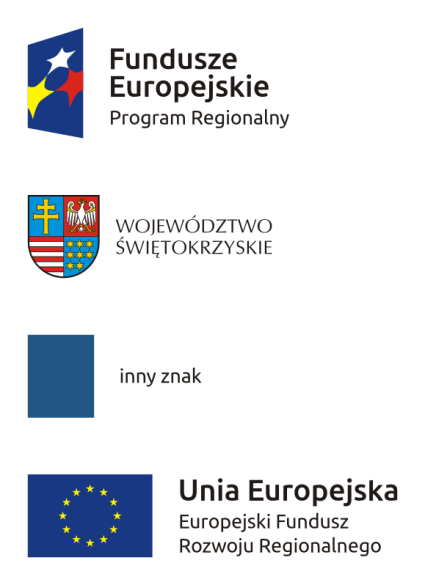 Fundusze
Europejskie
Program Regionalny
WOJEWÓDZTWO
ŚWIĘTOKRZYSKIE
inny znak
Unia Europejska
Europejski Fundusz
Rozwoju Regionalnego